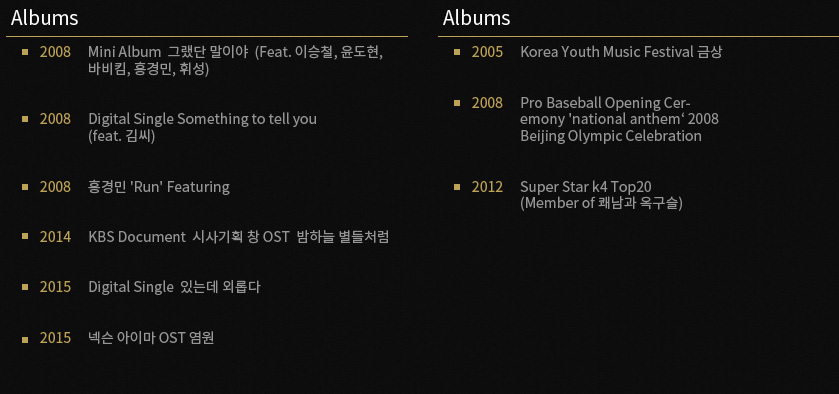 Albums
2008 Mini Album 그랬단 말이야 (Feat. 이승철, 윤도현,
바비킴, 홍경민, 휘성)
2008 Digital Single Something to tell you
(feat. 김씨)
2008 홍경민 'Run' Featuring
2014 KBS Document 시사기획 창 OST 밤하늘 별들처럼
2015 Digital Single 있는데 외롭다
2015 넥슨 아이마 OST 염원
Albums
2005 Korea Youth Music Festival 금상
2008 Pro Baseball Opening Cer-
emony 'national anthem‘ 2008
Beijing Olympic Celebration
2012 Super Star k4 Top20
(Member of 쾌남과 옥구슬)